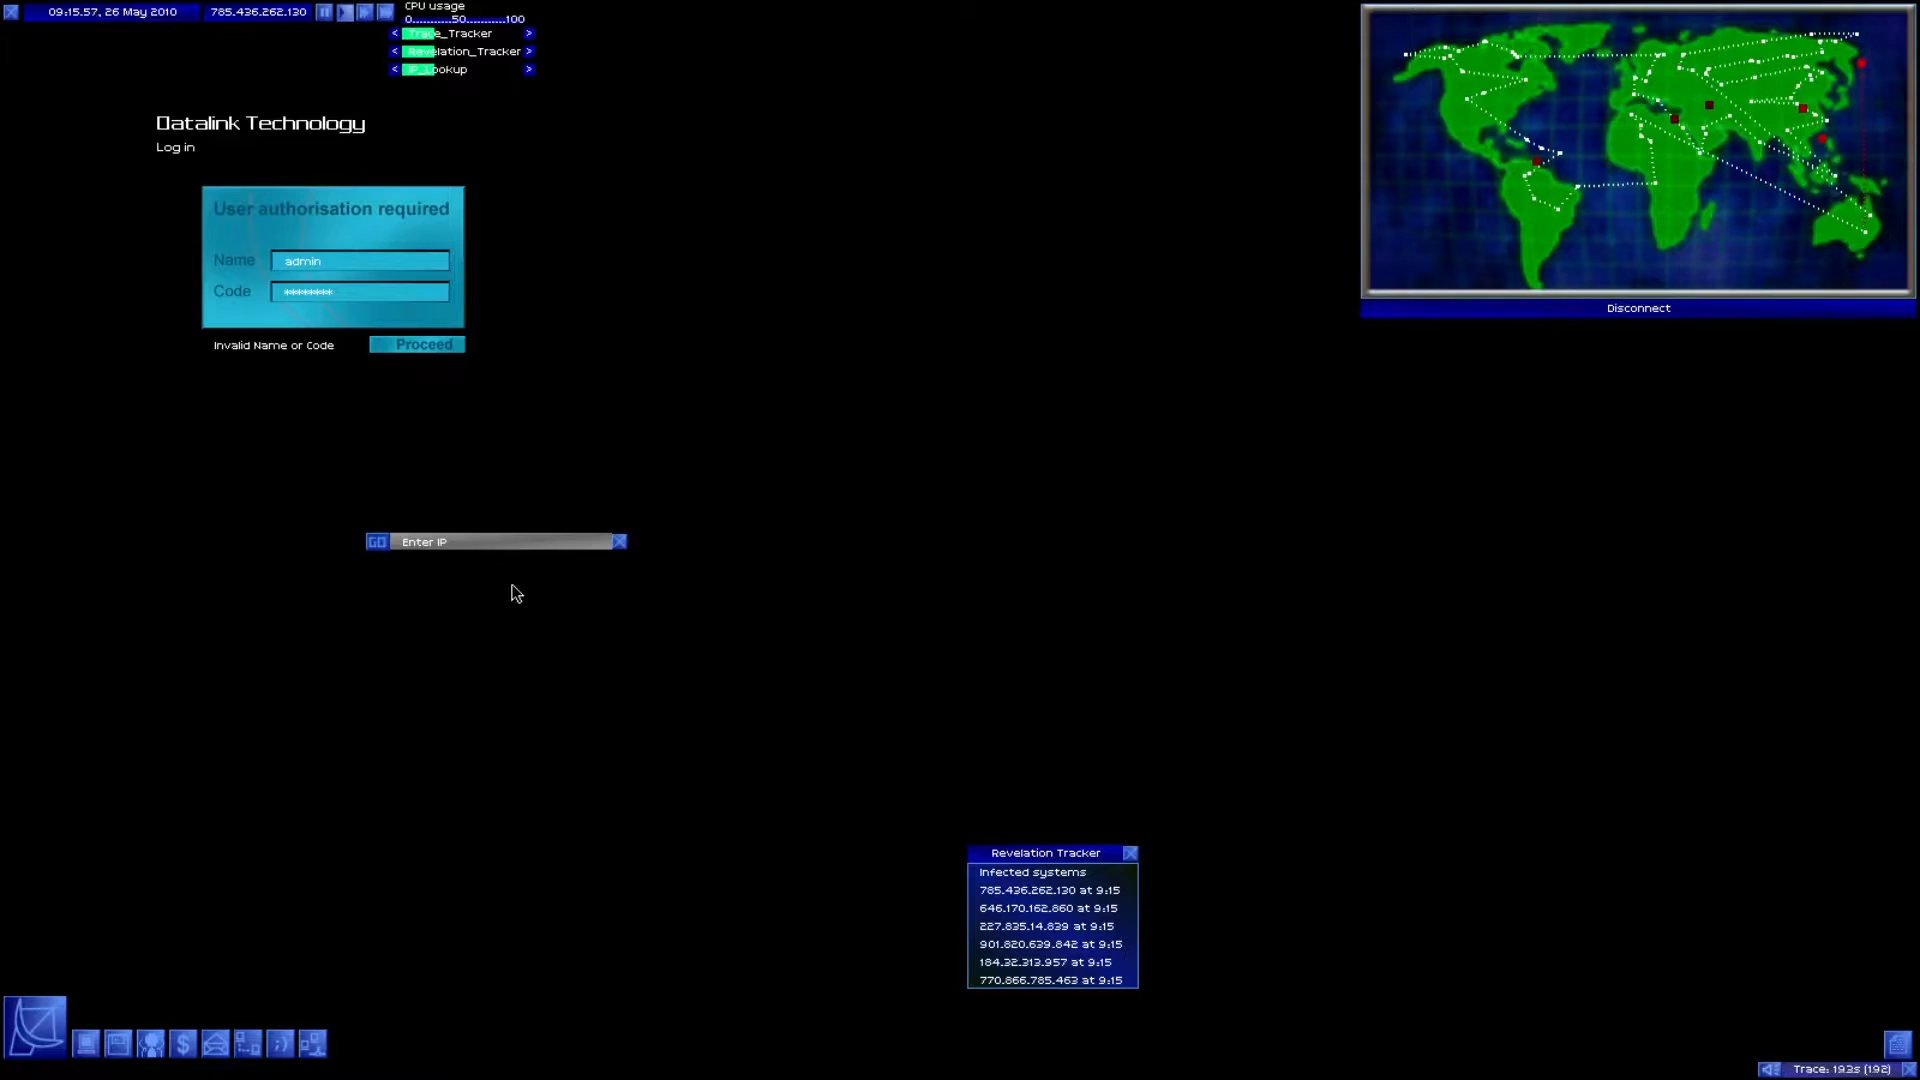 09:15.57, 26 May 2010
785.436.262.130
CPU usage
0...........50...........100
< Trace_Tracker >
< Revelation_Tracker >
< IP_Lookup >
Datalink Technology
Log in
User authorisation required
Name admin
Code ********
Invalid Name or Code
Proceed
Disconnect
GO Enter IP
Revelation Tracker
Infected systems
785.436.262.130 at 9:15
646.170.162.860 at 9:15
227.835.14.839 at 9:15
901.820.639.842 at 9:15
184.32.313.957 at 9:15
770.866.785.463 at 9:15
$
;)
Trace: 193s (192)